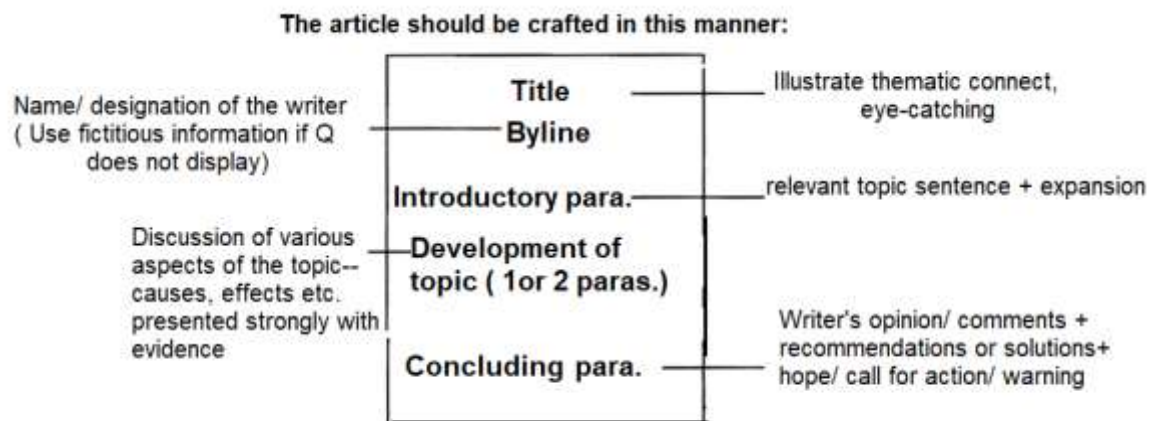 The article should be crafted in this manner:
Title
Illustrate thematic connect,
eye-catching
Name/ designation of the writer
( Use fictitious information if Q
does not display)
Byline
Introductory para.
relevant topic sentence + expansion
Discussion of various
aspects of the topic--
causes, effects etc.
presented strongly with
evidence
Development of
topic ( 1or 2 paras.)
Concluding para.
Writer's opinion/ comments +
recommendations or solutions+
hope/ call for action/ warning